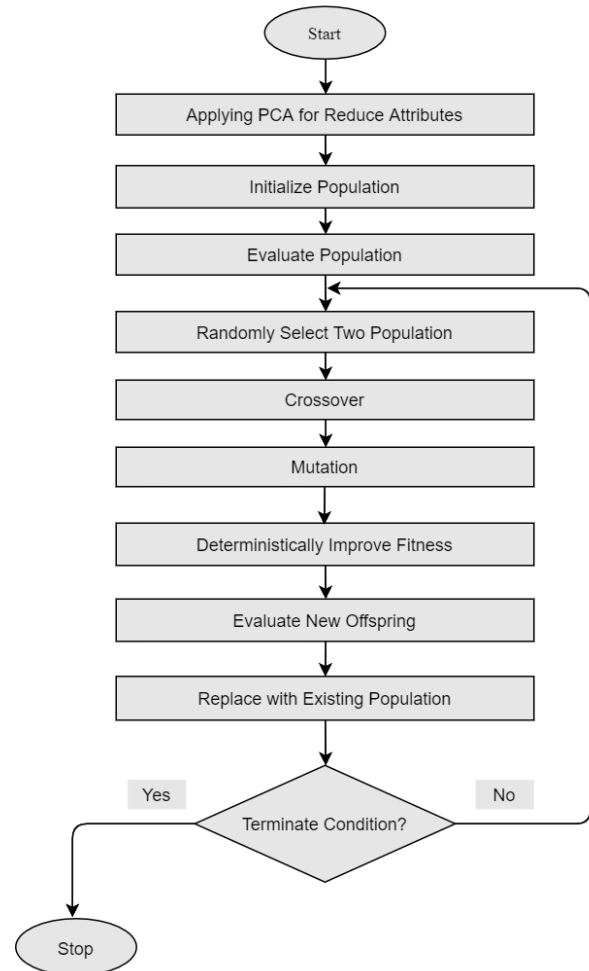 Start
Applying PCA for Reduce Attributes
Initialize Population
Evaluate Population
Randomly Select Two Population
Crossover
Mutation
Deterministically Improve Fitness
Evaluate New Offspring
Replace with Existing Population
Yes
No
Terminate Condition?
Stop